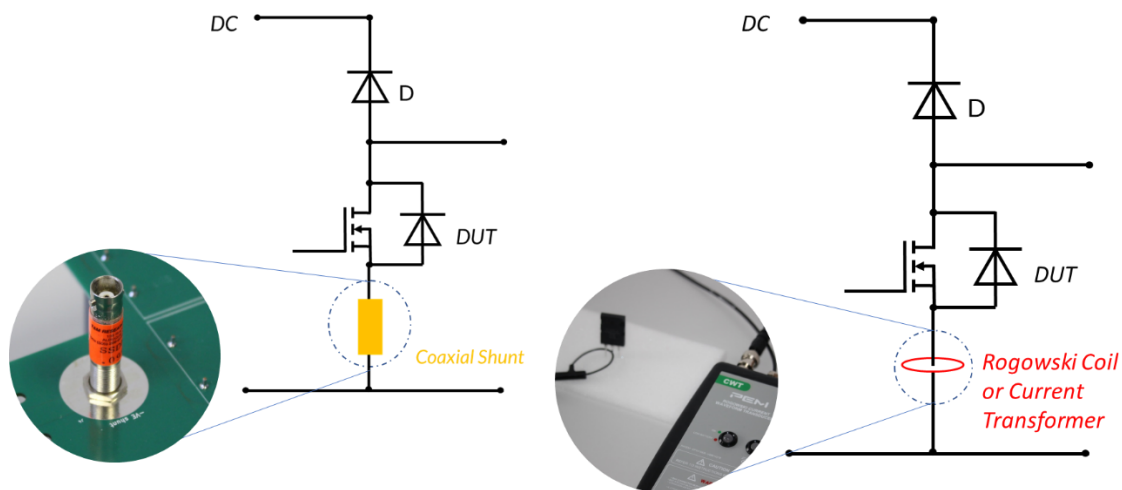 DC
D
DUT
Coaxial Shunt
DC
D
DUT
Rogowski Coil
or Current
Transformer
CWT
PEM